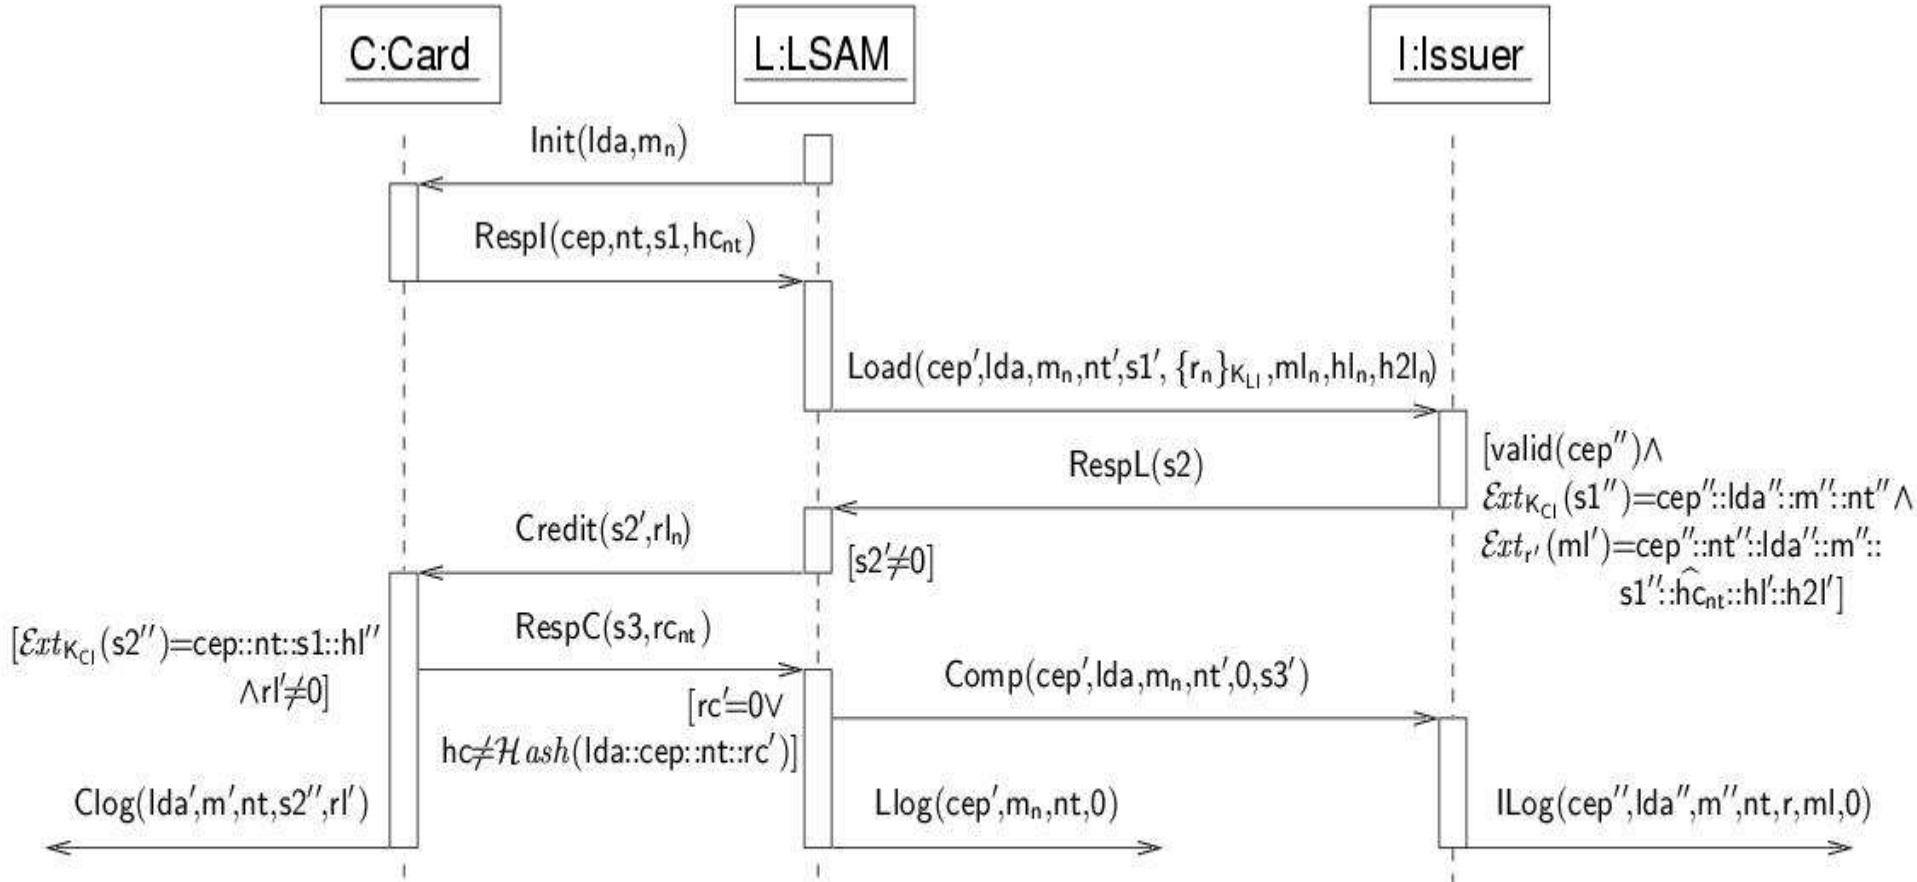 C:Card
L:LSAM
I:Issuer
Init(lda,mₙ)
RespI(cep,nt,s1,hcₙₜ)
Load(cep′,lda,mₙ,nt′,s1′, {rₙ}_K_LI ,mlₙ,hlₙ,h2lₙ)
RespL(s2)
[valid(cep″)∧
Ext_K_CI(s1″)=cep″::lda″::m″::nt″∧
Ext_r′(ml′)=cep″::nt″::lda″::m″::
s1″::ĥcₙₜ::hl′::h2l′]
Credit(s2′,rlₙ)
[s2′≠0]
RespC(s3,rcₙₜ)
[Ext_K_CI(s2″)=cep::nt::s1::hl″
∧rl′≠0]
Comp(cep′,lda,mₙ,nt′,0,s3′)
[rc′=0∨
hc≠Hash(lda::cep::nt::rc′)]
Clog(lda′,m′,nt,s2″,rl′)
Llog(cep′,mₙ,nt,0)
ILog(cep″,lda″,m″,nt,r,ml,0)